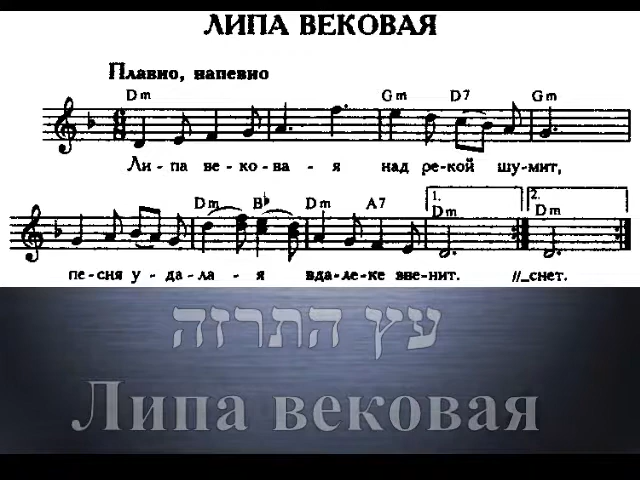 ЛИПА ВЕКОВАЯ
Плавно, напевно
Dm Gm D7 Gm
Ли - па ве - ко - ва - я над ре-кой шу-мит,
Dm B♭ Dm A7 1. Dm 2. Dm
пе-сня у-да-ла - я вда-ле-ке зве-нит. //_снет.
עץ התרזה
Липа вековая